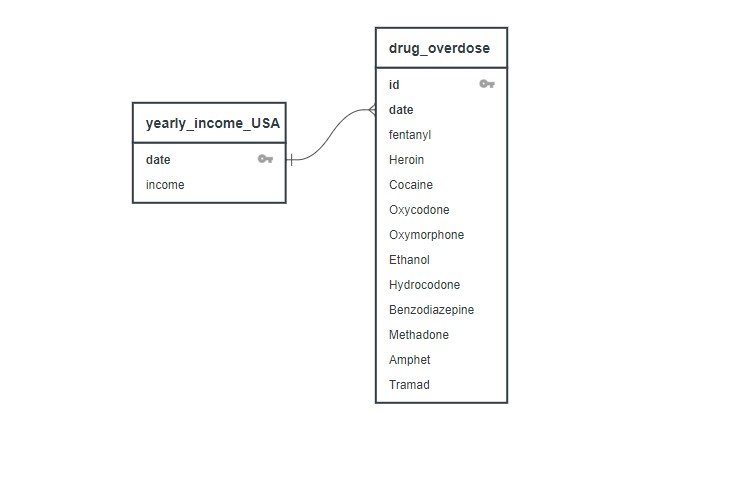 yearly_income_USA
date
income
drug_overdose
id
date
fentanyl
Heroin
Cocaine
Oxycodone
Oxymorphone
Ethanol
Hydrocodone
Benzodiazepine
Methadone
Amphet
Tramad